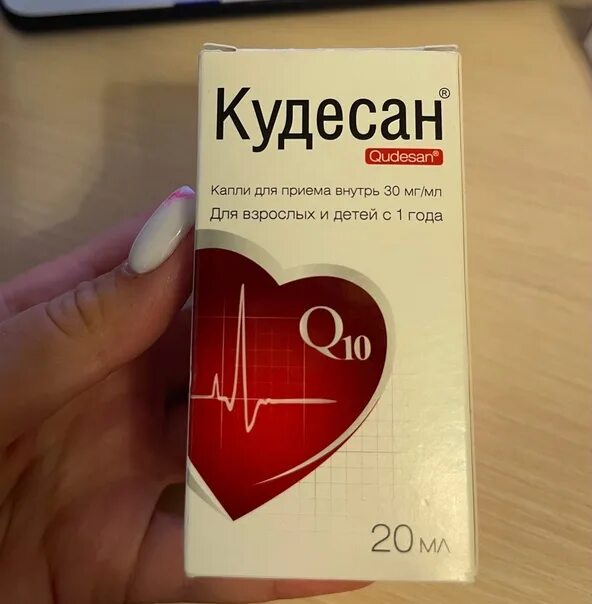 Кудесан®
Qudesan®
Капли для приема внутрь 30 мг/мл
Для взрослых и детей с 1 года
Q10
20 мл